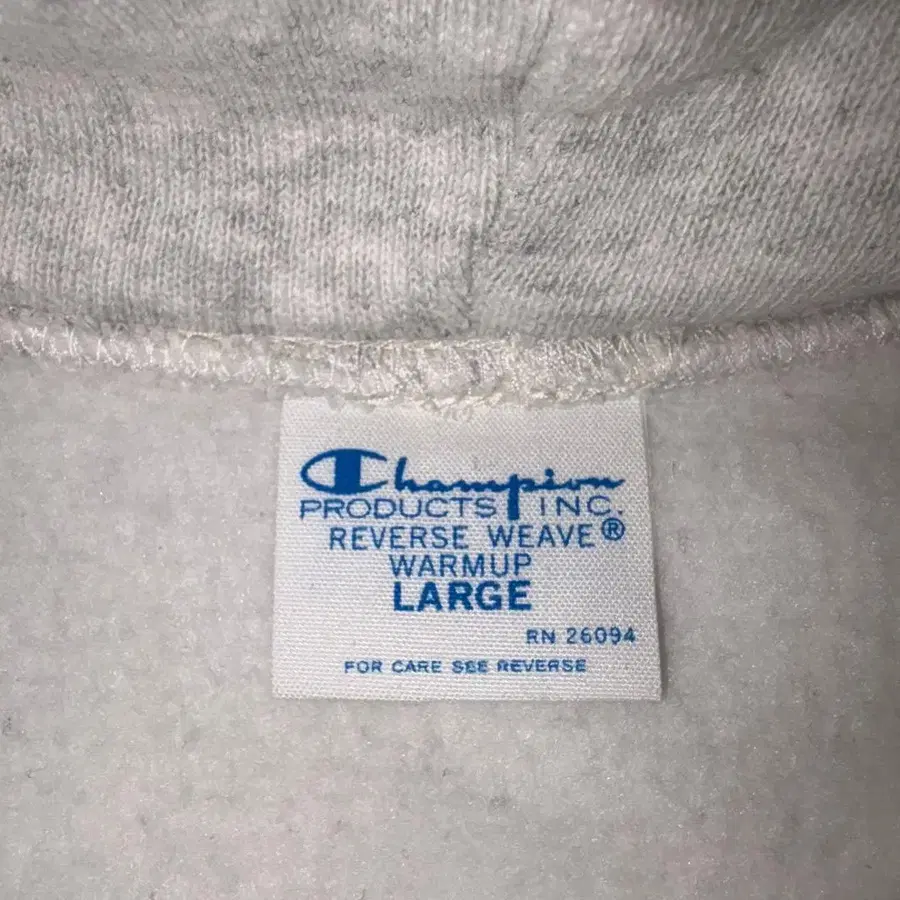 Champion
PRODUCTS INC.
REVERSE WEAVE®
WARMUP
LARGE
RN 26094
FOR CARE SEE REVERSE